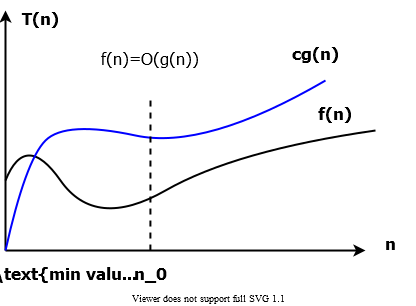 T(n)
cg(n)
f(n)=O(g(n))
f(n)
n
\text{min valu...n_0
Viewer does not support full SVG 1.1